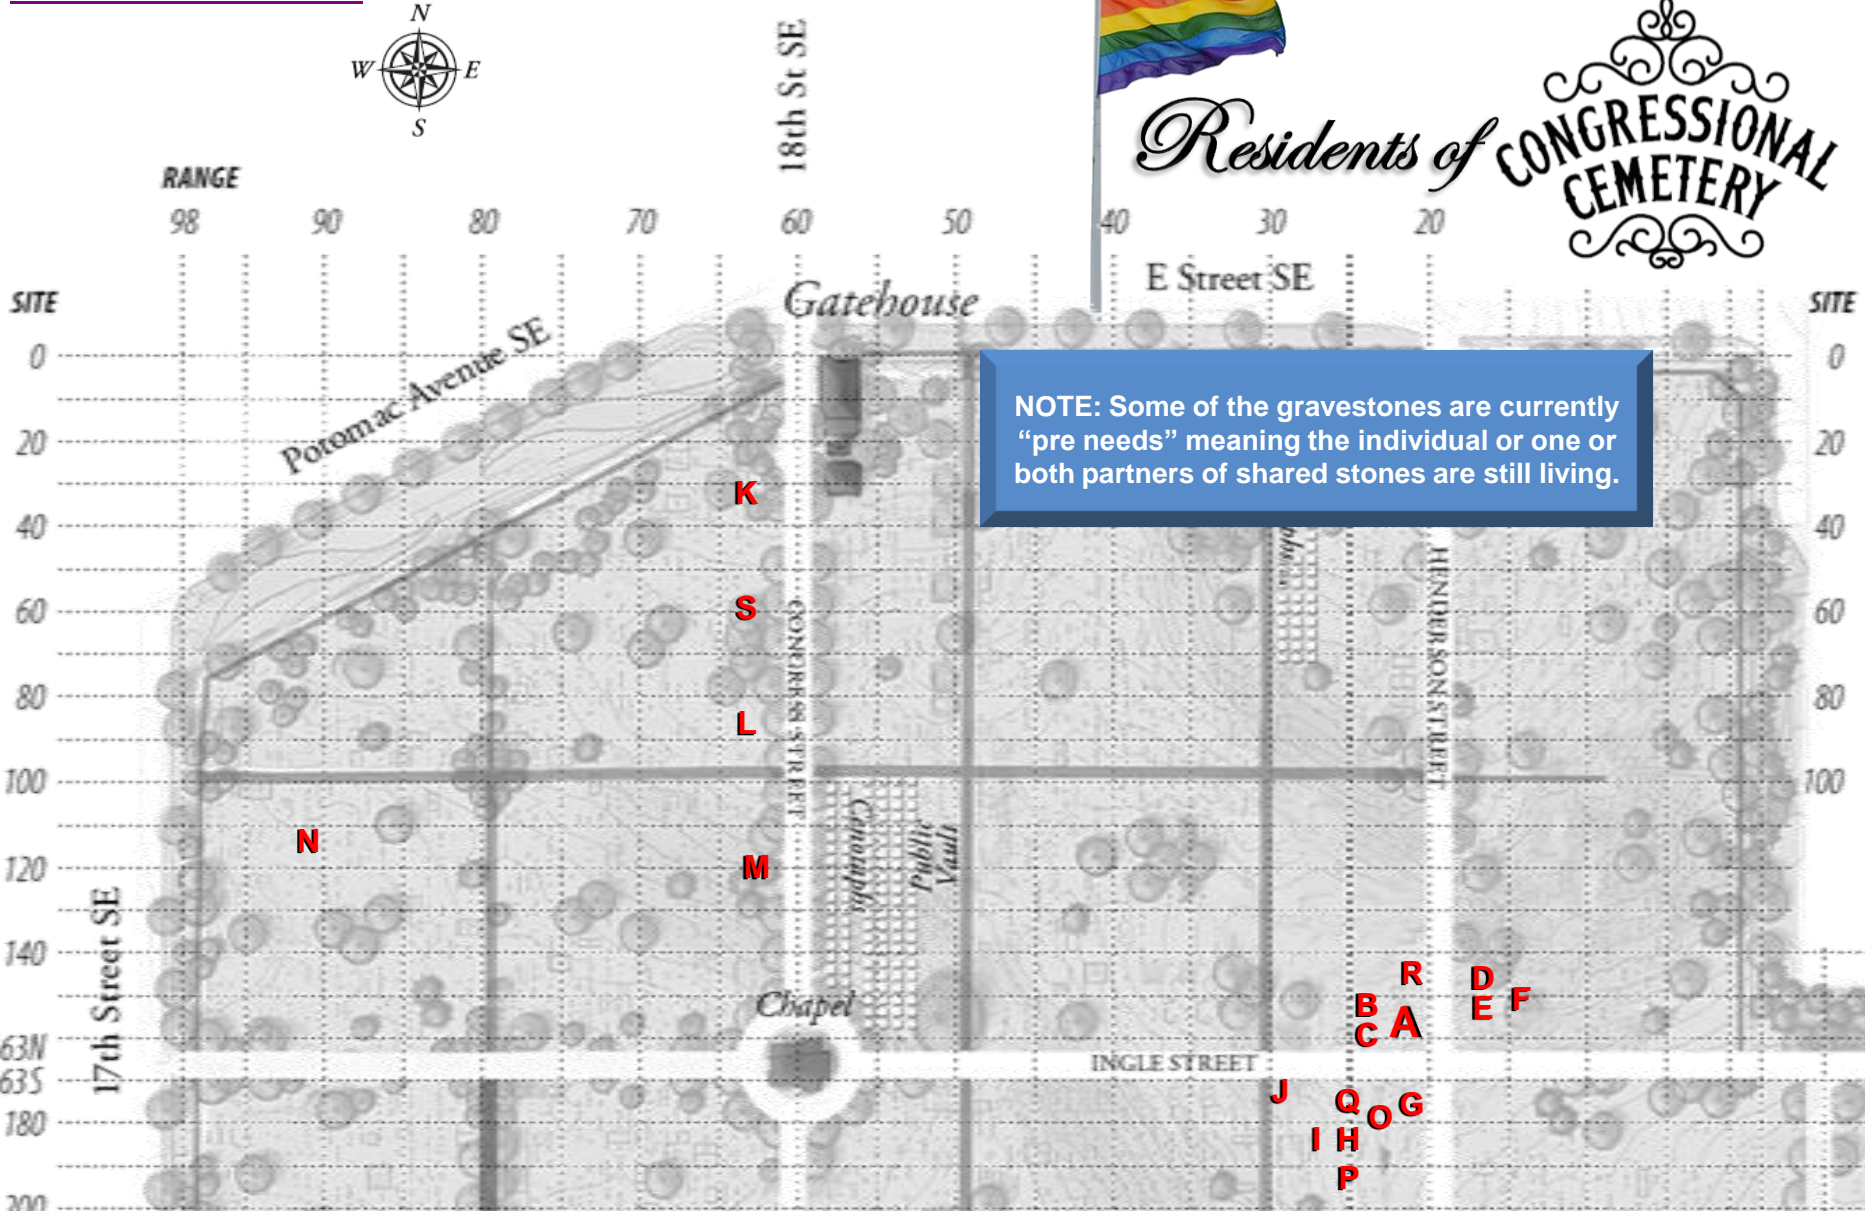 N
W E
S
18th St SE
Residents of
CONGRESSIONAL
CEMETERY
RANGE
98 90 80 70 60 50 40 30 20
E Street SE
SITE
Gatehouse
SITE
Potomac Avenue SE
0
0
NOTE: Some of the gravestones are currently
“pre needs” meaning the individual or one or
both partners of shared stones are still living.
20
20
K
40
40
HENDERSON STREET
S
60
60
CONGRESS STREET
80
80
L
100
100
N
M
Cenotaphs
Public
Vault
120
17th Street SE
140
R
D
B
E
F
A
C
Chapel
63N
INGLE STREET
63S
J
Q
O
G
180
I
H
P
200